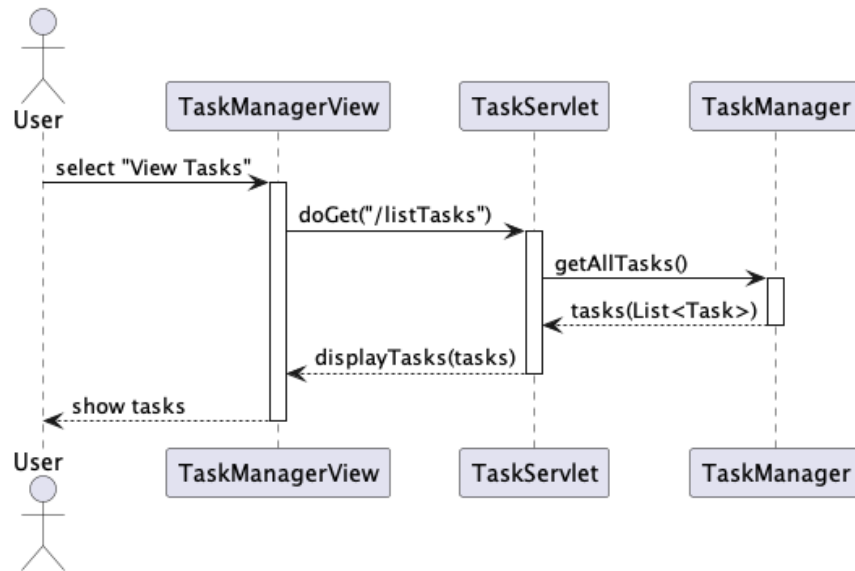 User
TaskManagerView
TaskServlet
TaskManager
select "View Tasks"
doGet("/listTasks")
getAllTasks()
tasks(List<Task>)
displayTasks(tasks)
show tasks
User
TaskManagerView
TaskServlet
TaskManager